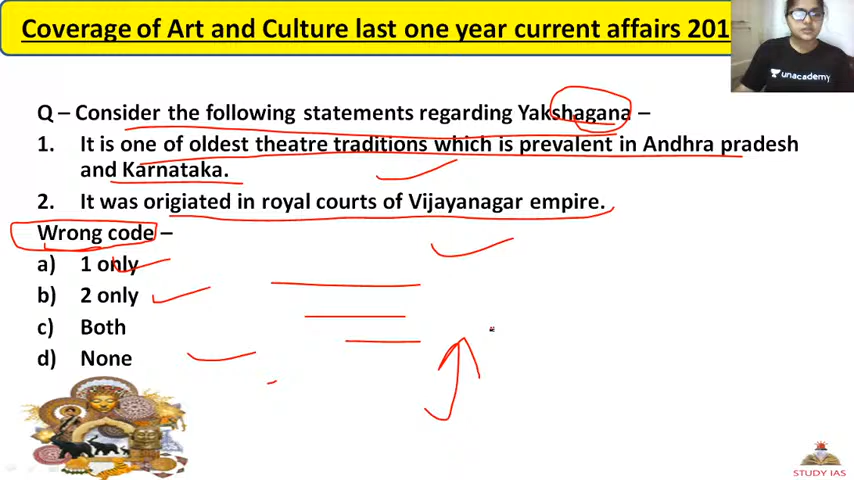 Coverage of Art and Culture last one year current affairs 201
unacademy
Q – Consider the following statements regarding Yakshagana –
1. It is one of oldest theatre traditions which is prevalent in Andhra pradesh
and Karnataka.
2. It was origiated in royal courts of Vijayanagar empire.
Wrong code –
a) 1 only
b) 2 only
c) Both
d) None
STUDY IAS